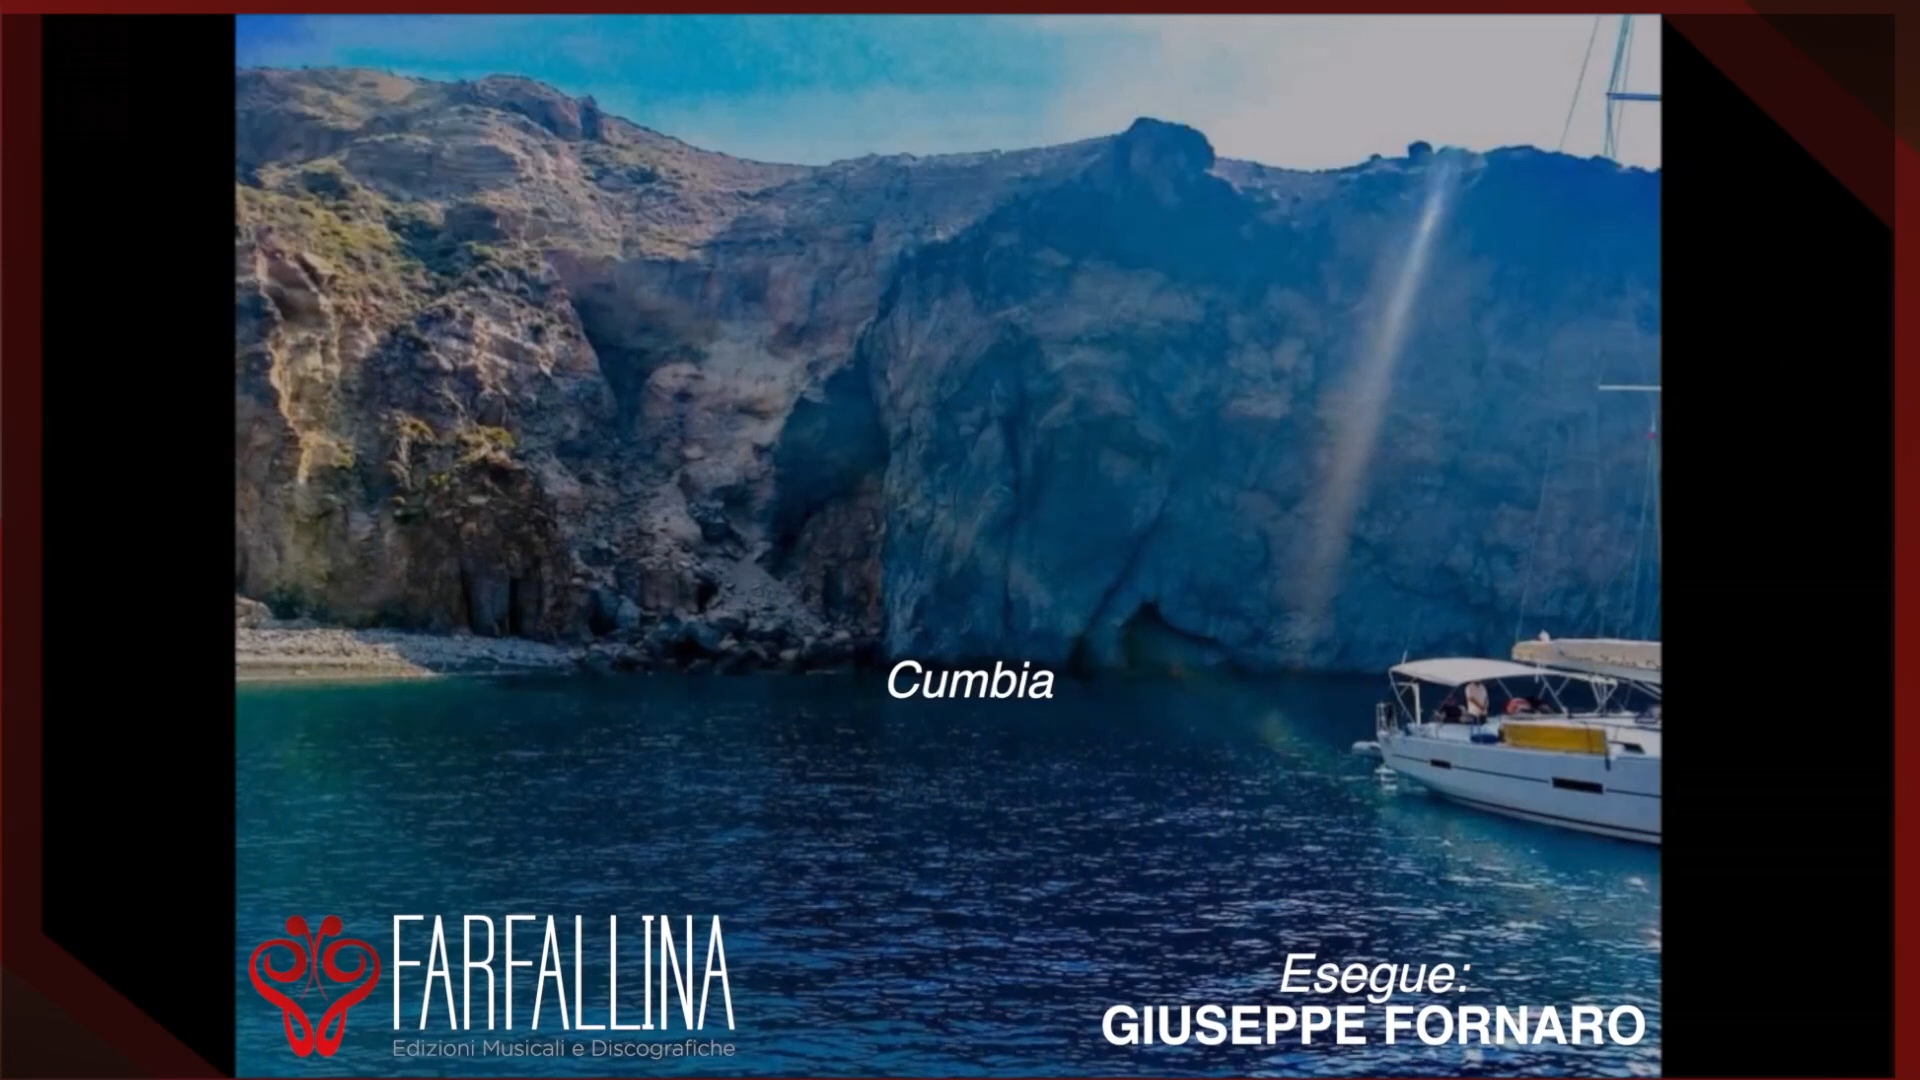 Cumbia
FARFALLINA
Edizioni Musicali e Discografiche
Esegue:
GIUSEPPE FORNARO